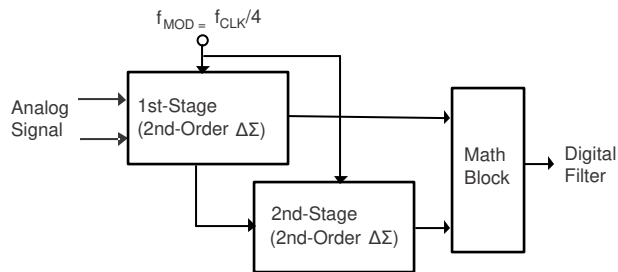 f_MOD = f_CLK/4
Analog
Signal
1st-Stage
(2nd-Order ΔΣ)
2nd-Stage
(2nd-Order ΔΣ)
Math
Block
Digital
Filter